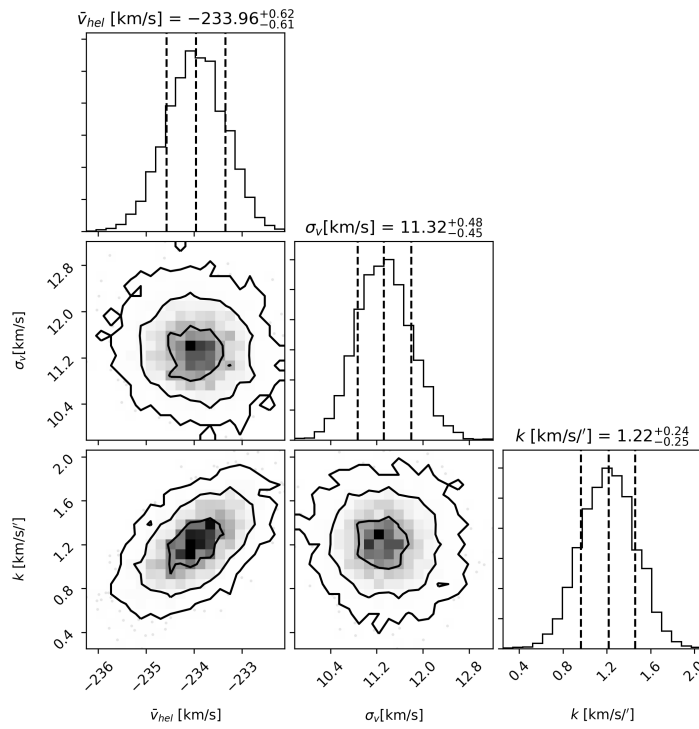 v̄_hel [km/s] = −233.96^{+0.62}_{−0.61}
σ_v[km/s] = 11.32^{+0.48}_{−0.45}
12.8
12.0
11.2
10.4
σ_v[km/s]
k [km/s/′] = 1.22^{+0.24}_{−0.25}
2.0
1.6
1.2
0.8
0.4
k [km/s/′]
−236 −235 −234 −233
10.4 11.2 12.0 12.8
0.4 0.8 1.2 1.6 2.0
v̄_hel [km/s]
σ_v[km/s]
k [km/s/′]